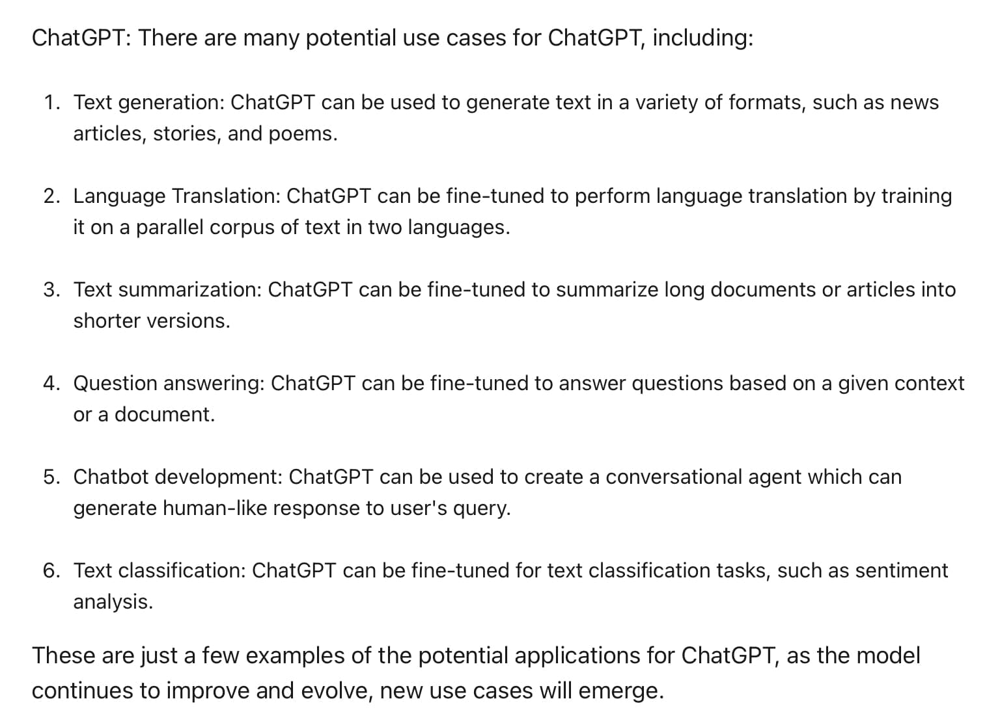 ChatGPT: There are many potential use cases for ChatGPT, including:
1. Text generation: ChatGPT can be used to generate text in a variety of formats, such as news
articles, stories, and poems.
2. Language Translation: ChatGPT can be fine-tuned to perform language translation by training
it on a parallel corpus of text in two languages.
3. Text summarization: ChatGPT can be fine-tuned to summarize long documents or articles into
shorter versions.
4. Question answering: ChatGPT can be fine-tuned to answer questions based on a given context
or a document.
5. Chatbot development: ChatGPT can be used to create a conversational agent which can
generate human-like response to user's query.
6. Text classification: ChatGPT can be fine-tuned for text classification tasks, such as sentiment
analysis.
These are just a few examples of the potential applications for ChatGPT, as the model
continues to improve and evolve, new use cases will emerge.